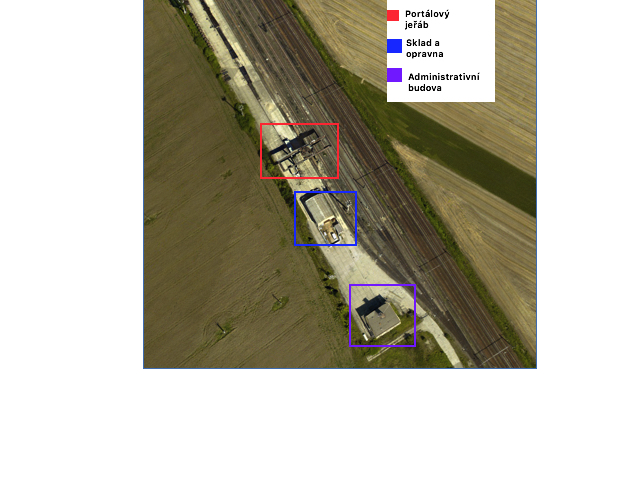 Portálový
jeřáb
Sklad a
opravna
Administrativní
budova